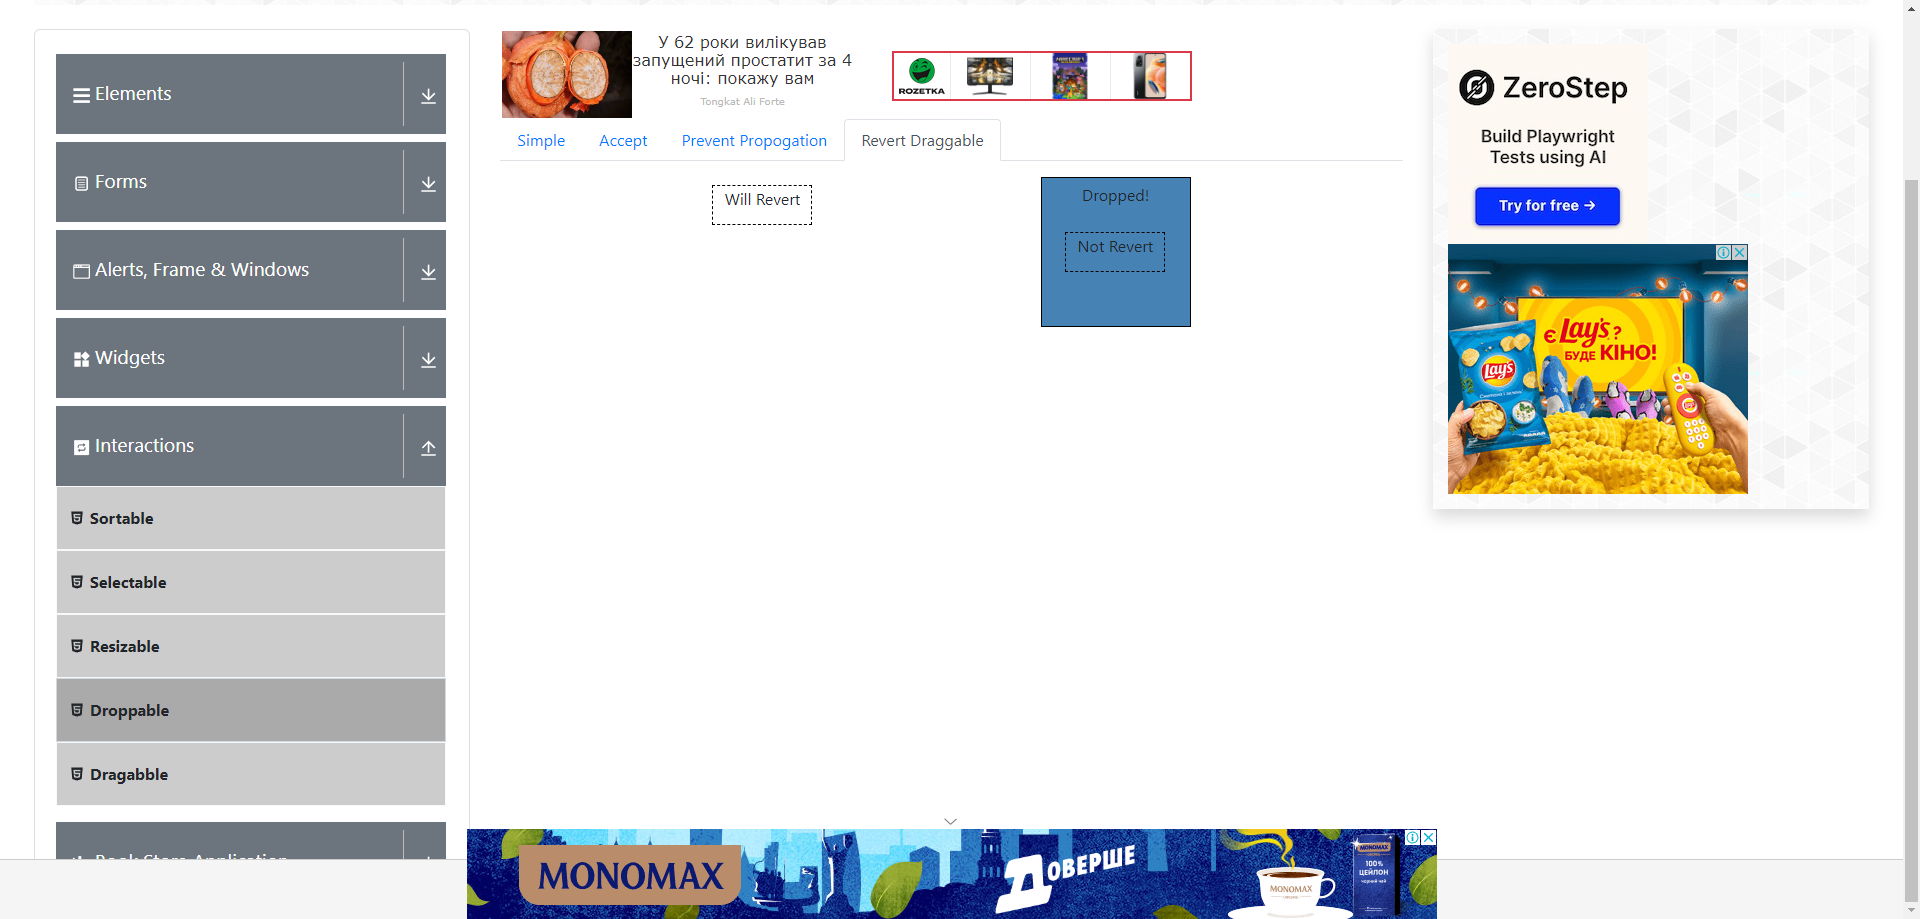 Elements
Forms
Alerts, Frame & Windows
Widgets
Interactions
Sortable
Selectable
Resizable
Droppable
Dragabble
Book Store Application
У 62 роки вилікував
запущений простатит за 4
ночі: покажу вам
Tongkat Ali Forte
ROZETKA
Simple
Accept
Prevent Propogation
Revert Draggable
Will Revert
Dropped!
Not Revert
ZeroStep
Build Playwright
Tests using AI
Try for free →
Є Lay's?
БУДЕ КІНО!
Lay's
MONOMAX
ДОВЕРШЕ
MONOMAX
MONOMAX
100%
ЦЕЙЛОН